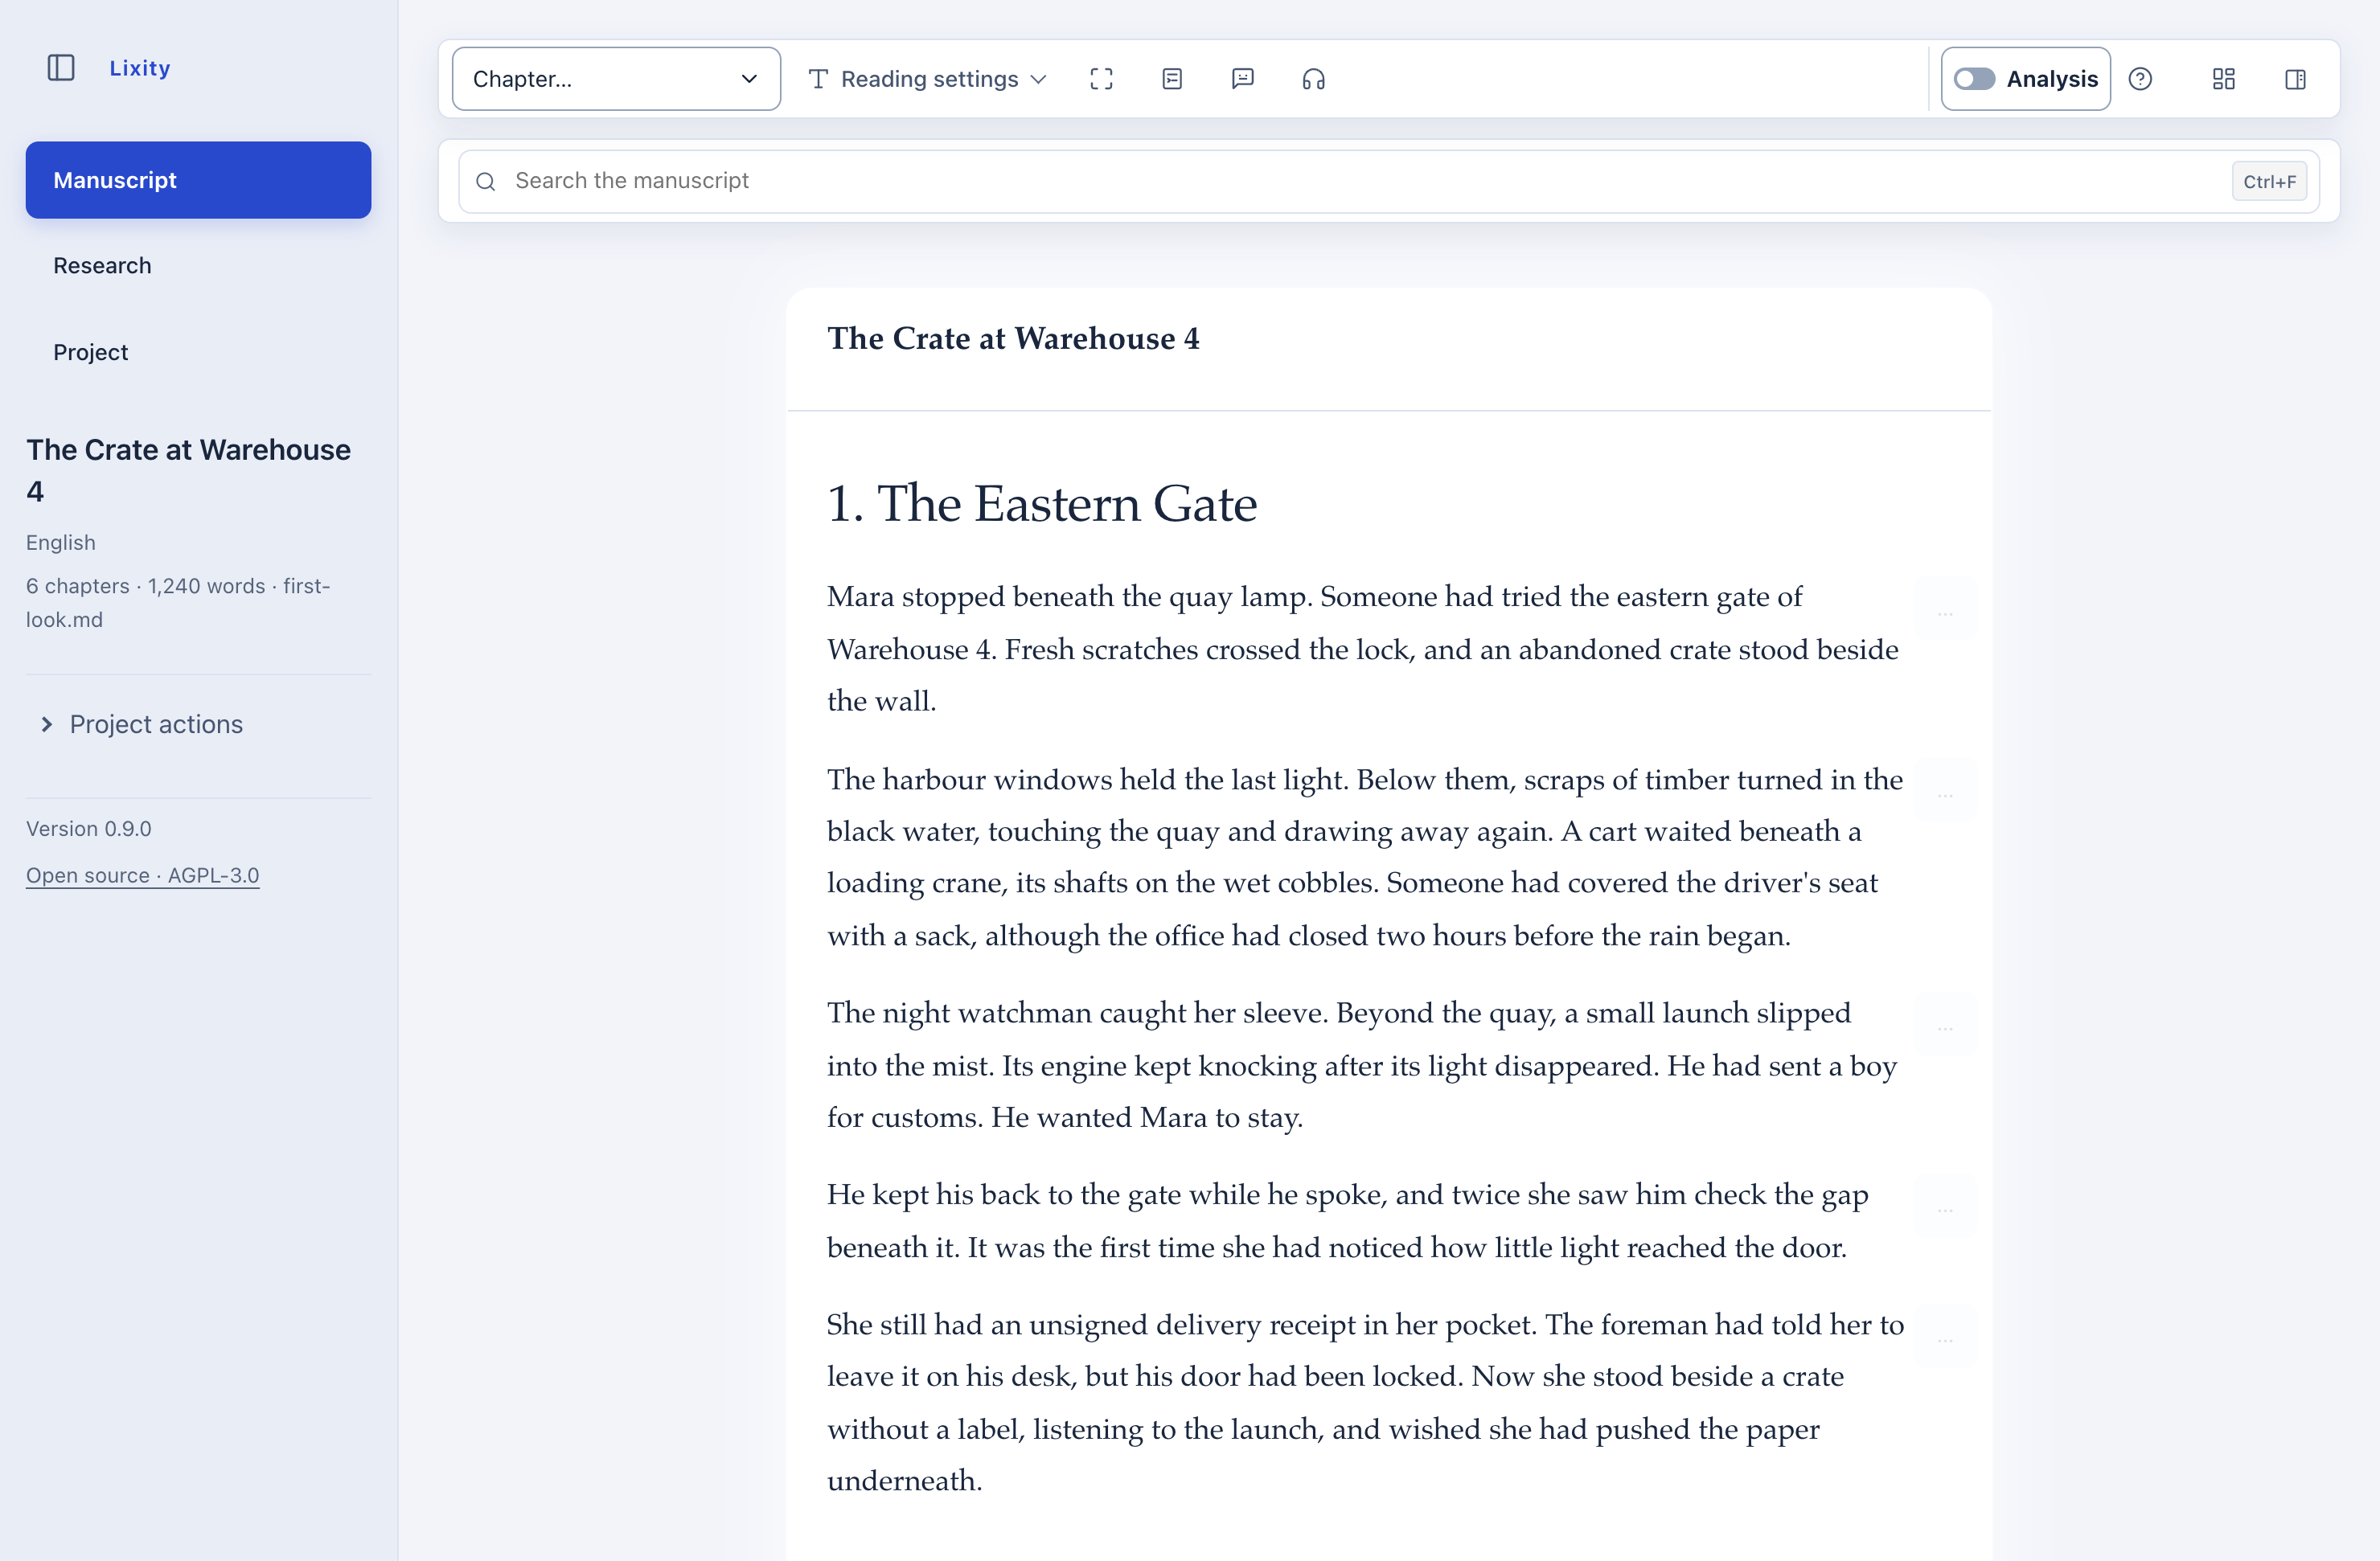 Lixity
Manuscript
Research
Project
The Crate at Warehouse
4
English
6 chapters · 1,240 words · first-
look.md
Project actions
Version 0.9.0
Open source · AGPL-3.0
Chapter...
Reading settings
Analysis
Search the manuscript
Ctrl+F
The Crate at Warehouse 4
1. The Eastern Gate
Mara stopped beneath the quay lamp. Someone had tried the eastern gate of
Warehouse 4. Fresh scratches crossed the lock, and an abandoned crate stood beside
the wall.
The harbour windows held the last light. Below them, scraps of timber turned in the
black water, touching the quay and drawing away again. A cart waited beneath a
loading crane, its shafts on the wet cobbles. Someone had covered the driver's seat
with a sack, although the office had closed two hours before the rain began.
The night watchman caught her sleeve. Beyond the quay, a small launch slipped
into the mist. Its engine kept knocking after its light disappeared. He had sent a boy
for customs. He wanted Mara to stay.
He kept his back to the gate while he spoke, and twice she saw him check the gap
beneath it. It was the first time she had noticed how little light reached the door.
She still had an unsigned delivery receipt in her pocket. The foreman had told her to
leave it on his desk, but his door had been locked. Now she stood beside a crate
without a label, listening to the launch, and wished she had pushed the paper
underneath.